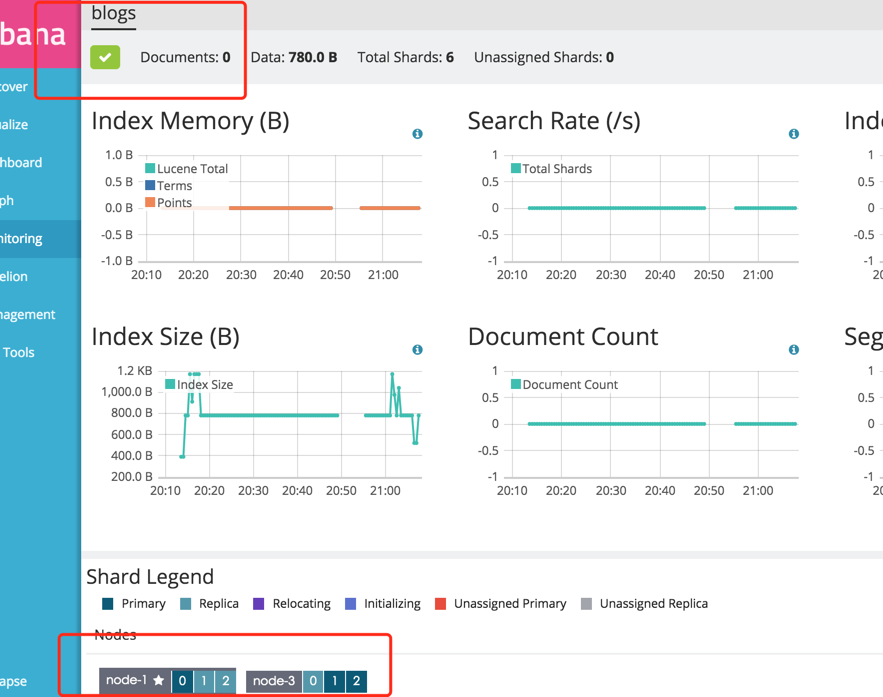 blogs
bana
Documents: 0 Data: 780.0 B Total Shards: 6 Unassigned Shards: 0
cover
alize
hboard
ph
nitoring
elion
nagement
Tools
apse
Index Memory (B)
1.0 B
0.5 B
0.0 B
-0.5 B
-1.0 B
Lucene Total
Terms
Points
20:10 20:20 20:30 20:40 20:50 21:00
Search Rate (/s)
1
0.5
0
-0.5
-1
Total Shards
20:10 20:20 20:30 20:40 20:50 21:00
Ind
1
0.5
0
-0.5
-1
20
Index Size (B)
1.2 KB
1,000.0 B
800.0 B
600.0 B
400.0 B
200.0 B
Index Size
20:10 20:20 20:30 20:40 20:50 21:00
Document Count
1
0.5
0
-0.5
-1
Document Count
20:10 20:20 20:30 20:40 20:50 21:00
Seg
1
0.5
0
-0.5
-1
20
Shard Legend
Primary Replica Relocating Initializing Unassigned Primary Unassigned Replica
Nodes
node-1 ★ 0 1 2 node-3 0 1 2